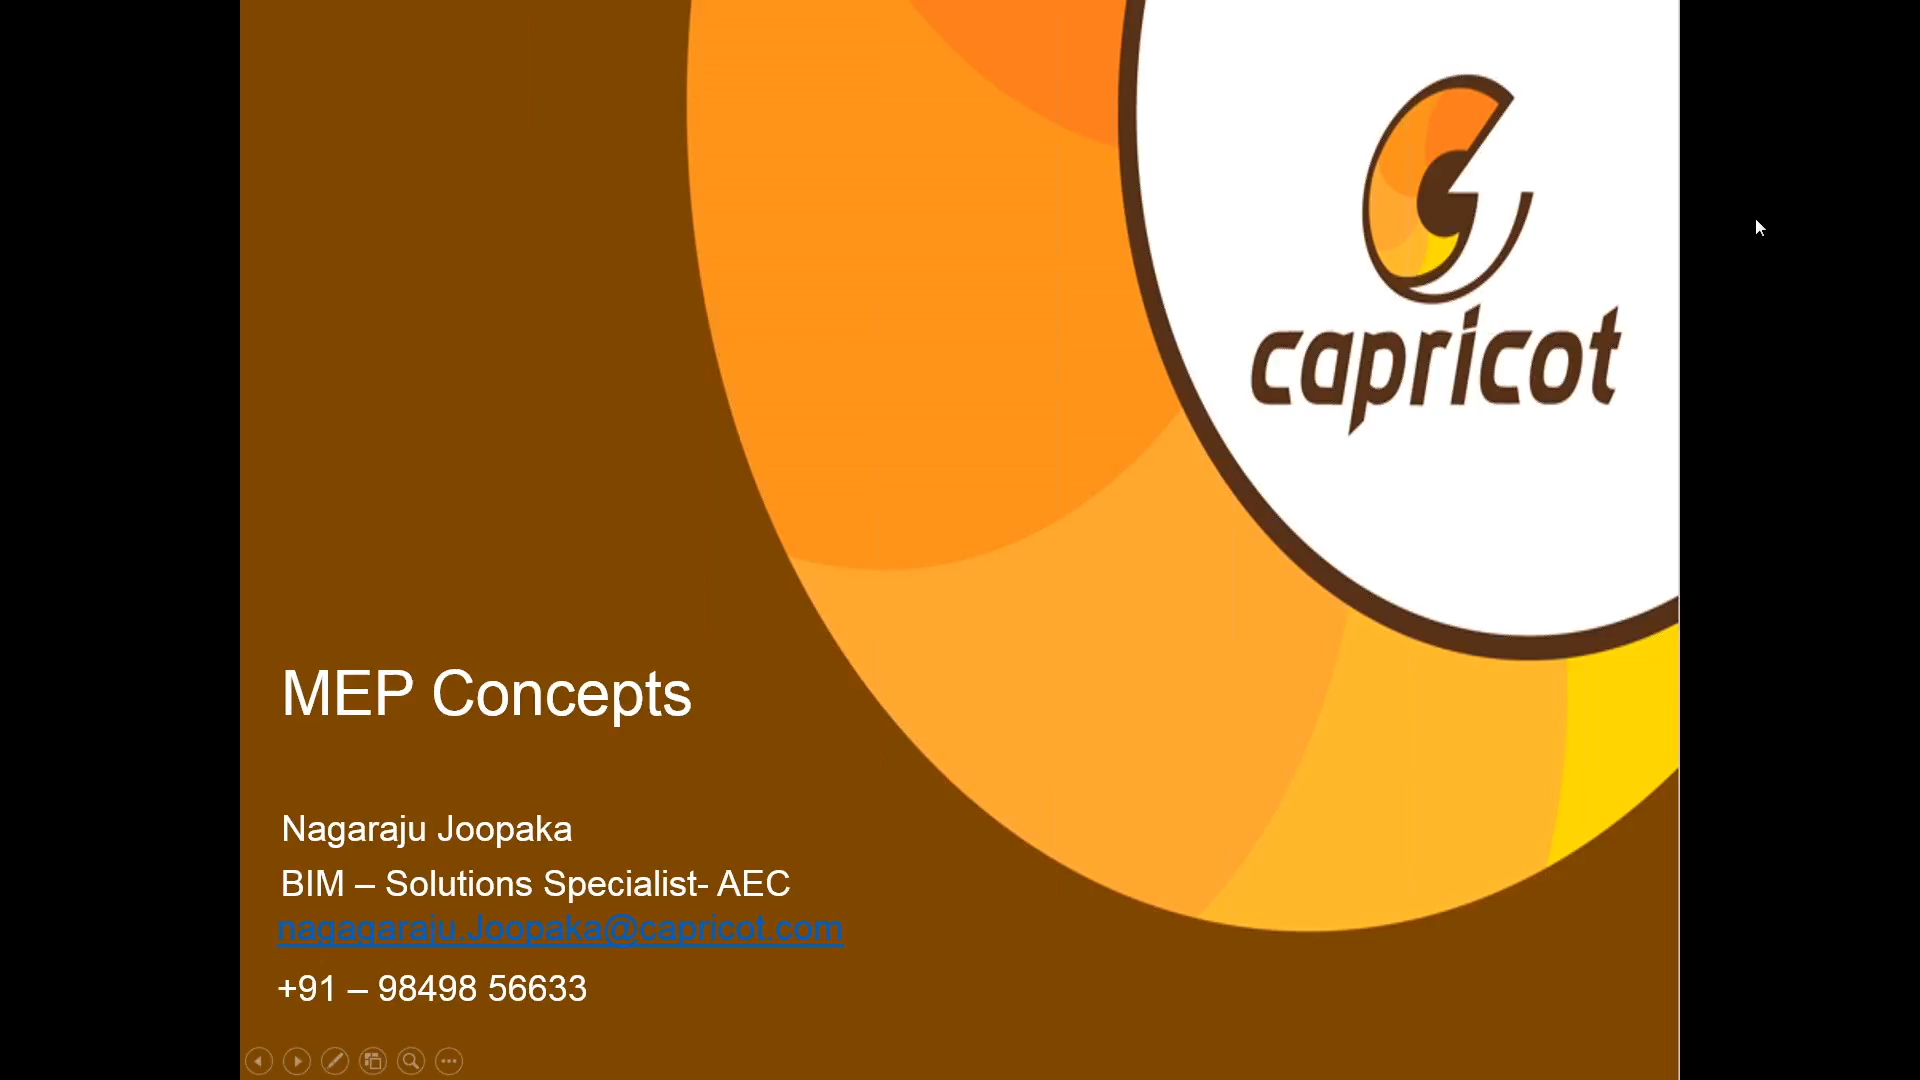 capricot
MEP Concepts
Nagaraju Joopaka
BIM – Solutions Specialist- AEC
nagagaraju.Joopaka@capricot.com
+91 – 98498 56633